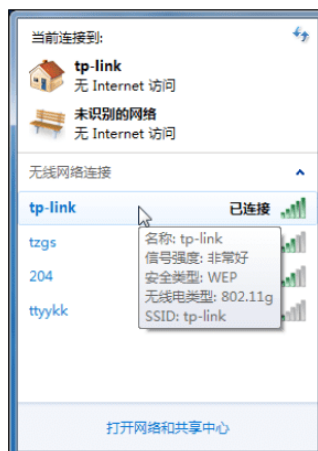 当前连接到:
tp-link
无 Internet 访问
未识别的网络
无 Internet 访问
无线网络连接
tp-link 已连接
名称: tp-link
信号强度: 非常好
安全类型: WEP
无线电类型: 802.11g
SSID: tp-link
tzgs
204
ttyykk
打开网络和共享中心